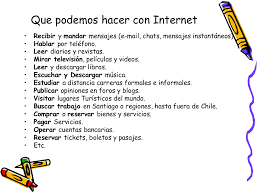 Que podemos hacer con Internet
• Recibir y mandar mensajes (e-mail, chats, mensajes instantáneos)
• Hablar por teléfono.
• Leer diarios y revistas.
• Mirar televisión, películas y videos.
• Leer y descargar libros.
• Escuchar y Descargar música.
• Estudiar a distancia carreras formales e informales.
• Publicar opiniones en foros y blogs.
• Visitar lugares Turísticos del mundo.
• Buscar trabajo en Santiago o regiones, hasta fuera de Chile.
• Comprar o reservar bienes y servicios.
• Pagar Servicios.
• Operar cuentas bancarias.
• Reservar tickets, boletos y pasajes.
• Etc.